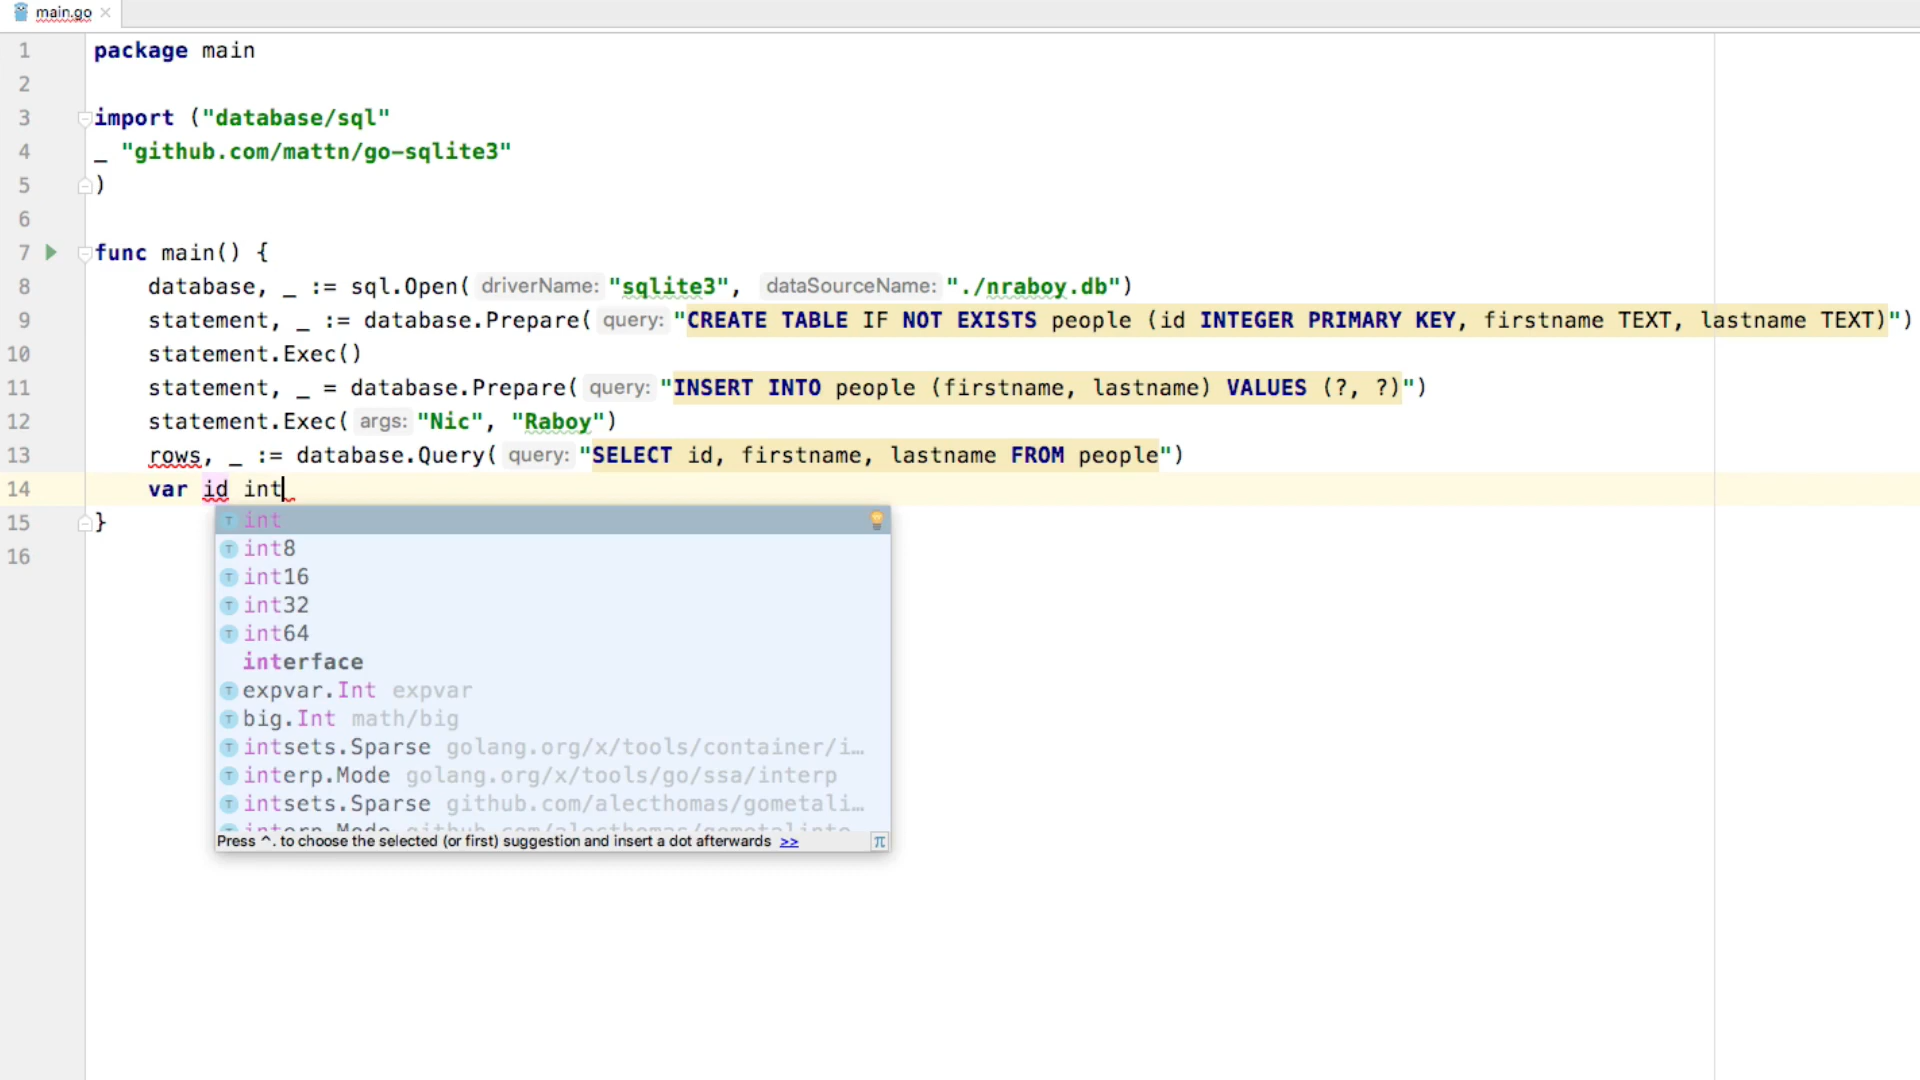 main.go
1 package main
2
3 import ("database/sql"
4 _ "github.com/mattn/go-sqlite3"
5 )
6
7 func main() {
8 database, _ := sql.Open( driverName: "sqlite3", dataSourceName: "./nraboy.db")
9 statement, _ := database.Prepare( query: "CREATE TABLE IF NOT EXISTS people (id INTEGER PRIMARY KEY, firstname TEXT, lastname TEXT)")
10 statement.Exec()
11 statement, _ = database.Prepare( query: "INSERT INTO people (firstname, lastname) VALUES (?, ?)")
12 statement.Exec( args: "Nic", "Raboy")
13 rows, _ := database.Query( query: "SELECT id, firstname, lastname FROM people")
14 var id int
15 }
16
T int
T int8
T int16
T int32
T int64
interface
T expvar.Int expvar
T big.Int math/big
T intsets.Sparse golang.org/x/tools/container/i…
T interp.Mode golang.org/x/tools/go/ssa/interp
T intsets.Sparse github.com/alecthomas/gometali…
interp.Mode github.com/alecthomas/gometalinte…
Press ^. to choose the selected (or first) suggestion and insert a dot afterwards >> π